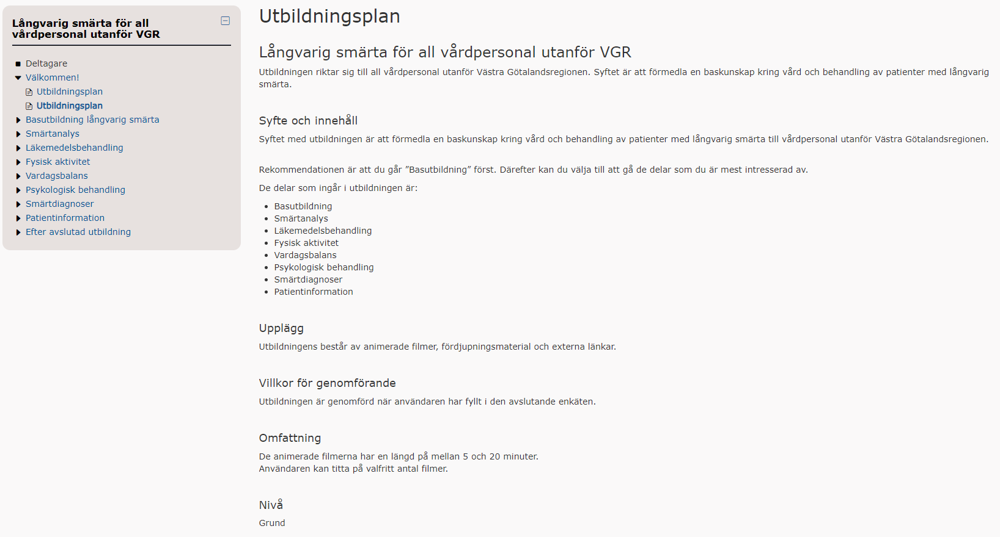 Långvarig smärta för all
vårdpersonal utanför VGR
Deltagare
Välkommen!
Utbildningsplan
Utbildningsplan
Basutbildning långvarig smärta
Smärtanalys
Läkemedelsbehandling
Fysisk aktivitet
Vardagsbalans
Psykologisk behandling
Smärtdiagnoser
Patientinformation
Efter avslutad utbildning
Utbildningsplan
Långvarig smärta för all vårdpersonal utanför VGR
Utbildningen riktar sig till all vårdpersonal utanför Västra Götalandsregionen. Syftet är att förmedla en baskunskap kring vård och behandling av patienter med långvarig
smärta.
Syfte och innehåll
Syftet med utbildningen är att förmedla en baskunskap kring vård och behandling av patienter med långvarig smärta till vårdpersonal utanför Västra Götalandsregionen.
Rekommendationen är att du går ”Basutbildning” först. Därefter kan du välja till att gå de delar som du är mest intresserad av.
De delar som ingår i utbildningen är:
• Basutbildning
• Smärtanalys
• Läkemedelsbehandling
• Fysisk aktivitet
• Vardagsbalans
• Psykologisk behandling
• Smärtdiagnoser
• Patientinformation
Upplägg
Utbildningens består av animerade filmer, fördjupningsmaterial och externa länkar.
Villkor för genomförande
Utbildningen är genomförd när användaren har fyllt i den avslutande enkäten.
Omfattning
De animerade filmerna har en längd på mellan 5 och 20 minuter.
Användaren kan titta på valfritt antal filmer.
Nivå
Grund